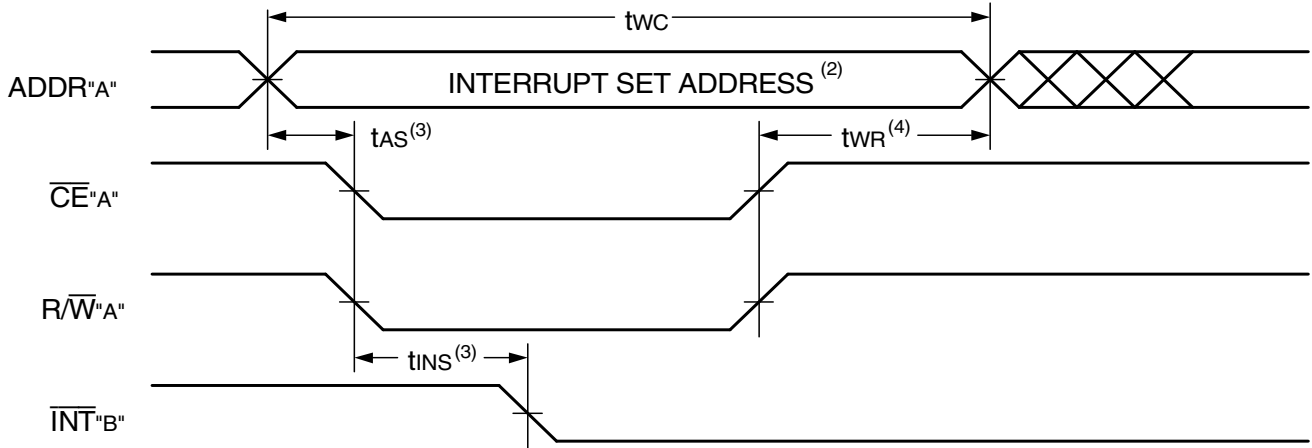 tWC
ADDR"A"
INTERRUPT SET ADDRESS (2)
tAS(3)
tWR(4)
CE"A"
R/W"A"
tINS(3)
INT"B"